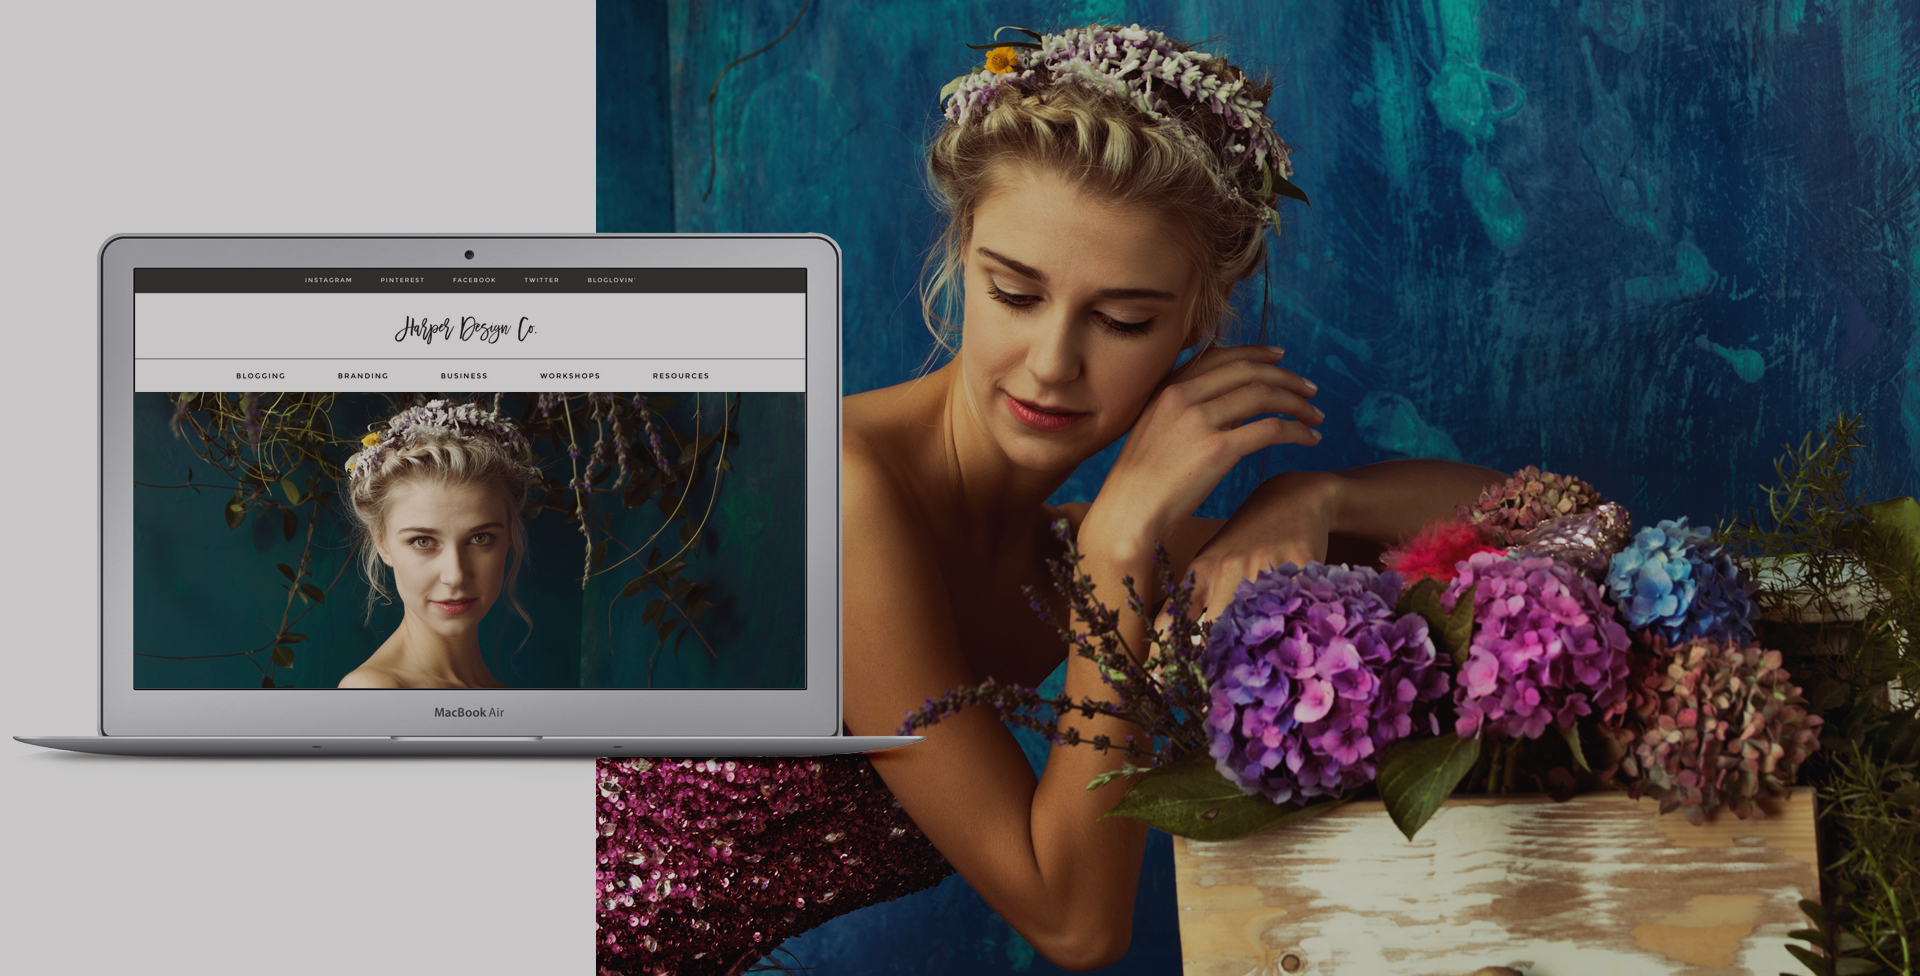 INSTAGRAM PINTEREST FACEBOOK TWITTER BLOGLOVIN'
Harper Design Co.
BLOGGING BRANDING BUSINESS WORKSHOPS RESOURCES
MacBook Air